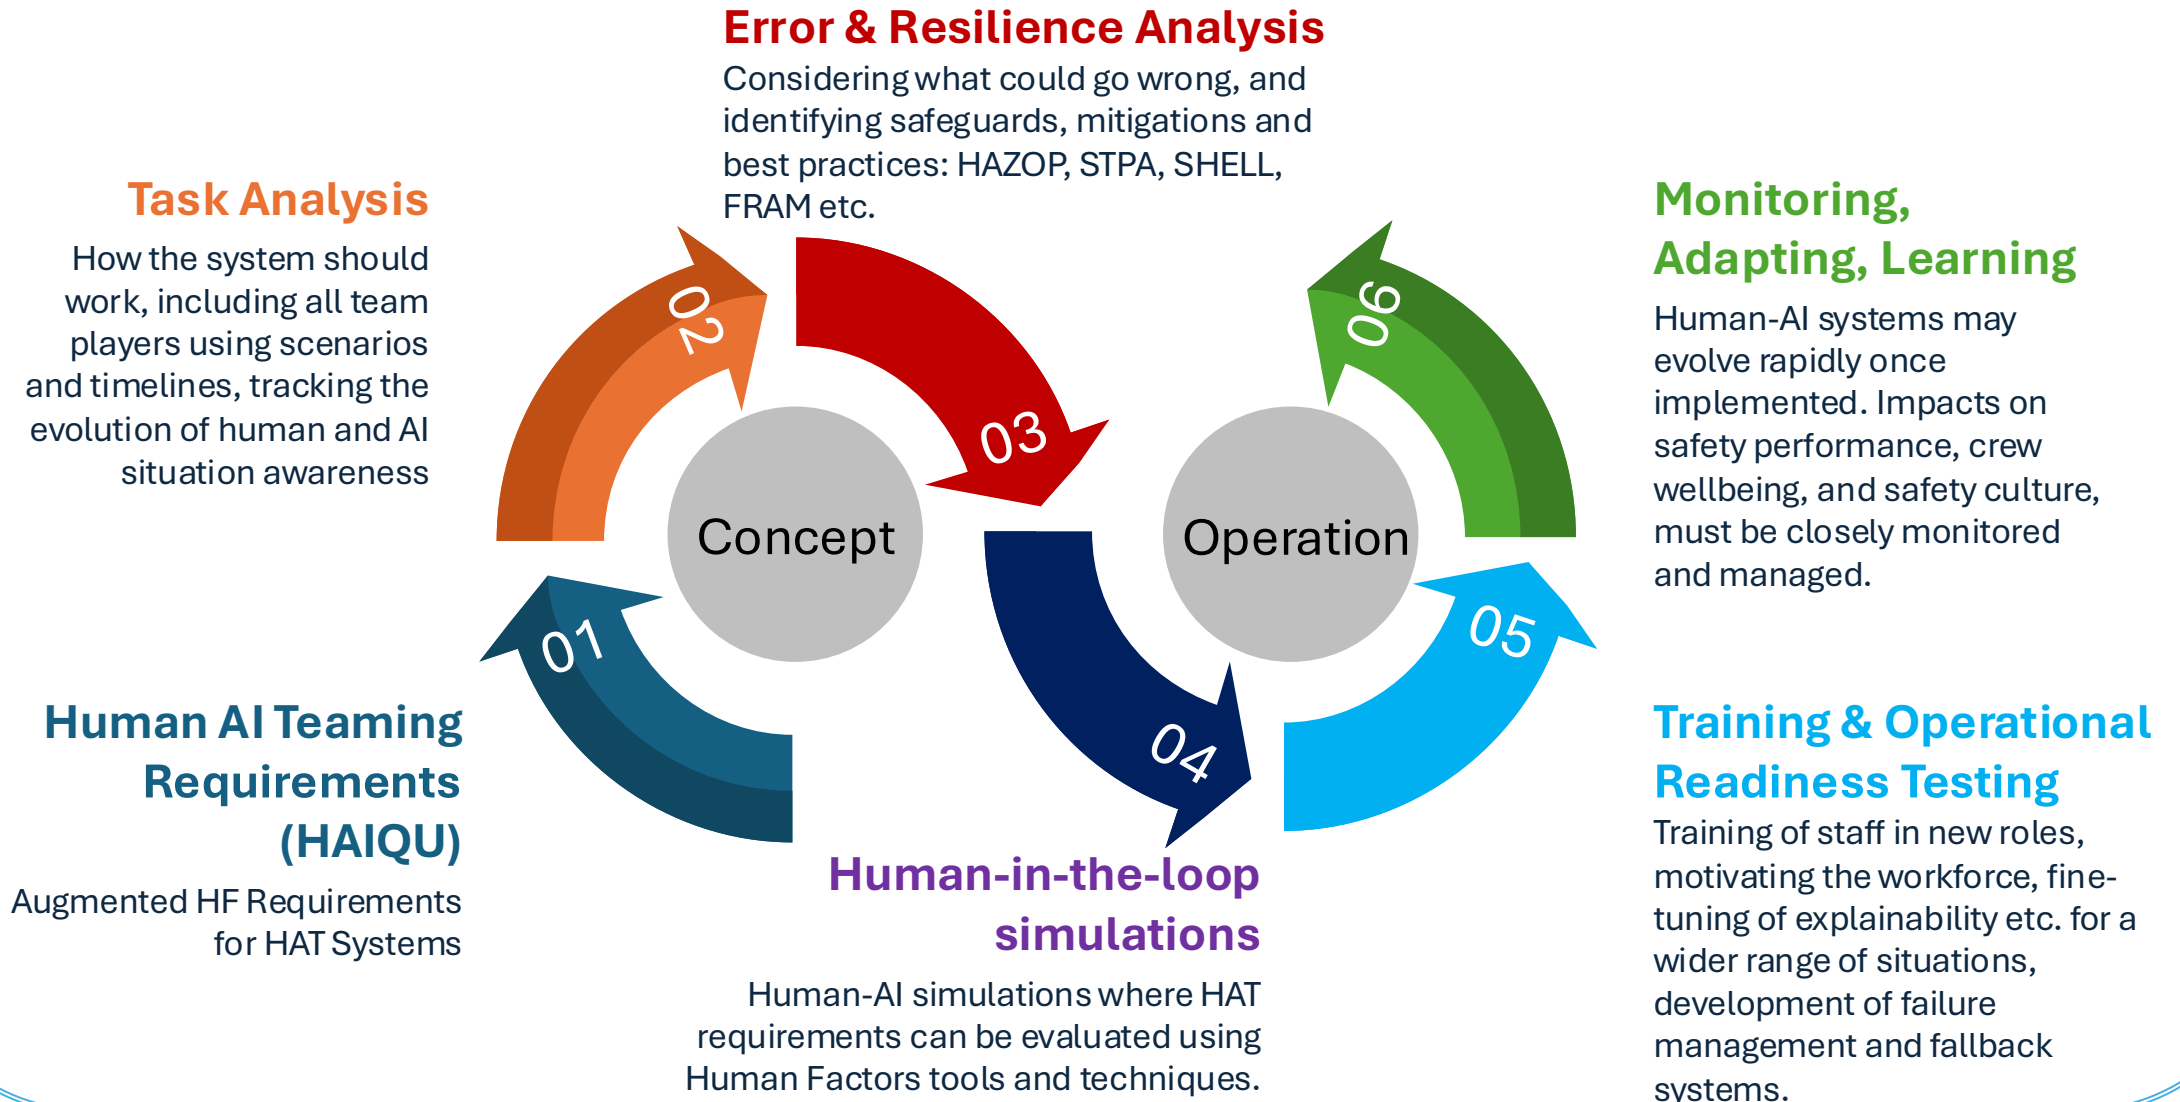 Error & Resilience Analysis
Considering what could go wrong, and
identifying safeguards, mitigations and
best practices: HAZOP, STPA, SHELL,
FRAM etc.
Task Analysis
How the system should
work, including all team
players using scenarios
and timelines, tracking the
evolution of human and AI
situation awareness
Monitoring,
Adapting, Learning
Human-AI systems may
evolve rapidly once
implemented. Impacts on
safety performance, crew
wellbeing, and safety culture,
must be closely monitored
and managed.
02
06
03
Concept
Operation
01
05
04
Human AI Teaming
Requirements
(HAIQU)
Augmented HF Requirements
for HAT Systems
Human-in-the-loop
simulations
Human-AI simulations where HAT
requirements can be evaluated using
Human Factors tools and techniques.
Training & Operational
Readiness Testing
Training of staff in new roles,
motivating the workforce, fine-
tuning of explainability etc. for a
wider range of situations,
development of failure
management and fallback
systems.